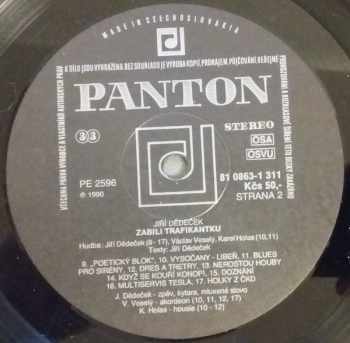 MADE IN CZECHOSLOVAKIA
PANTON
33
STEREO
OSA
OSVU
PE 2596
81 0863-1 311
Kčs 50,-
℗ 1990
STRANA 2
JIŘÍ DĚDEČEK
ZABILI TRAFIKANTKU
Hudba: Jiří Dědeček (8 - 17), Václav Veselý, Karel Holas (10,11)
Texty: Jiří Dědeček
9. „POETICKÝ BLOK", 10. VYSOČANY - LIBEŇ, 11. BLUES
PRO SIRÉNY, 12. DNES A TRETRY, 13. NEROSTOU HOUBY
14. KDYŽ SE KOUŘÍ KONOPÍ, 15. DOZNÁNÍ
16. MULTISERVIS TESLA, 17. HOLKY Z ČKD
J. Dědeček - zpěv, kytara, mluvené slovo
V. Veselý - akordeon (10, 11, 12, 17)
K. Holas - housle (10 - 12)